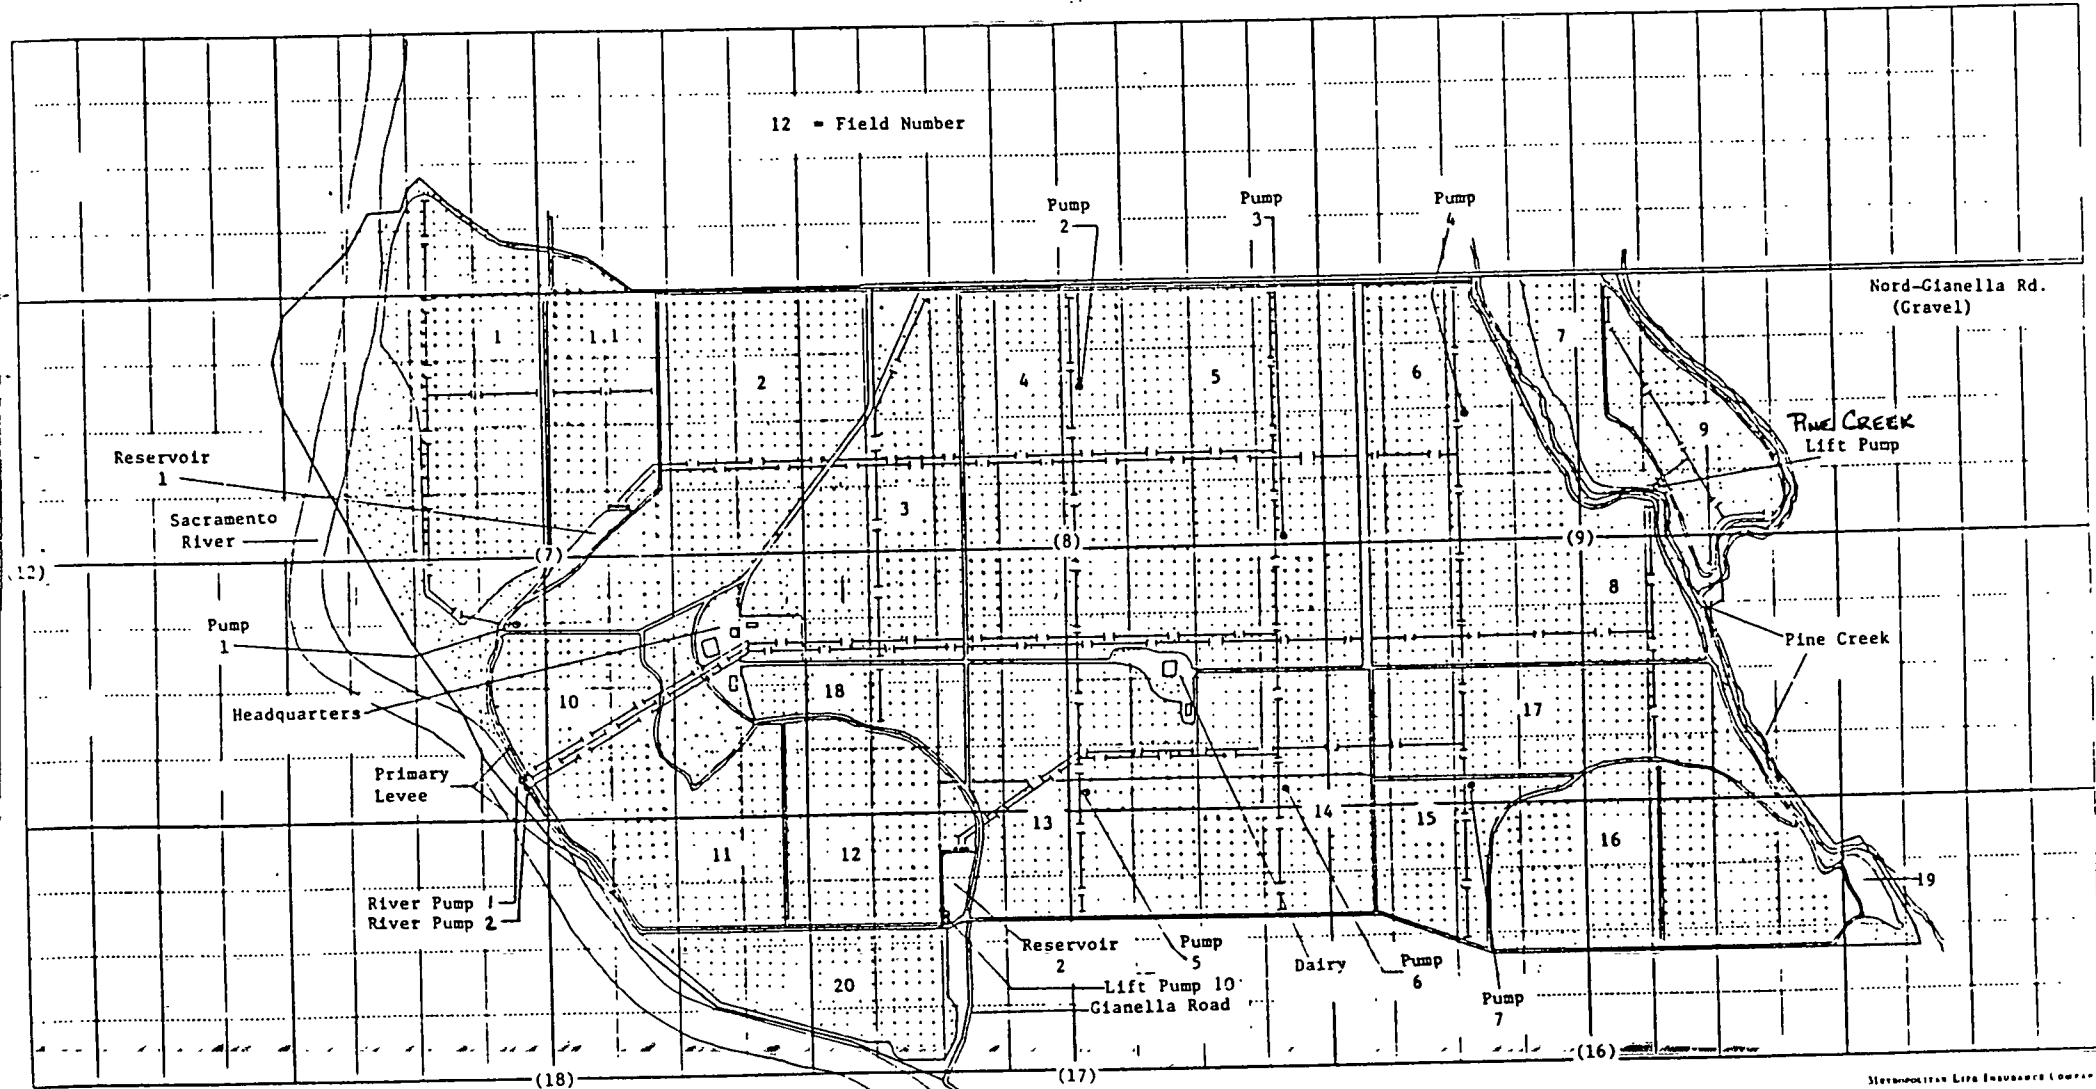 12 = Field Number
Pump
2
Pump
3
Pump
4
Nord-Gianella Rd.
(Gravel)
1
1.1
2
4
5
6
7
9
PINE CREEK
Lift Pump
Reservoir
1
Sacramento
River
3
(7)
(8)
(9)
(12)
8
Pump
1
Pine Creek
Headquarters
10
18
17
Primary
Levee
13
14
15
16
11
12
19
River Pump 1
River Pump 2
Reservoir
2
Pump
5
Dairy
Pump
6
Lift Pump 10
Gianella Road
Pump
7
20
(16)
(18)
(17)
Metropolitan Life Insurance Compan